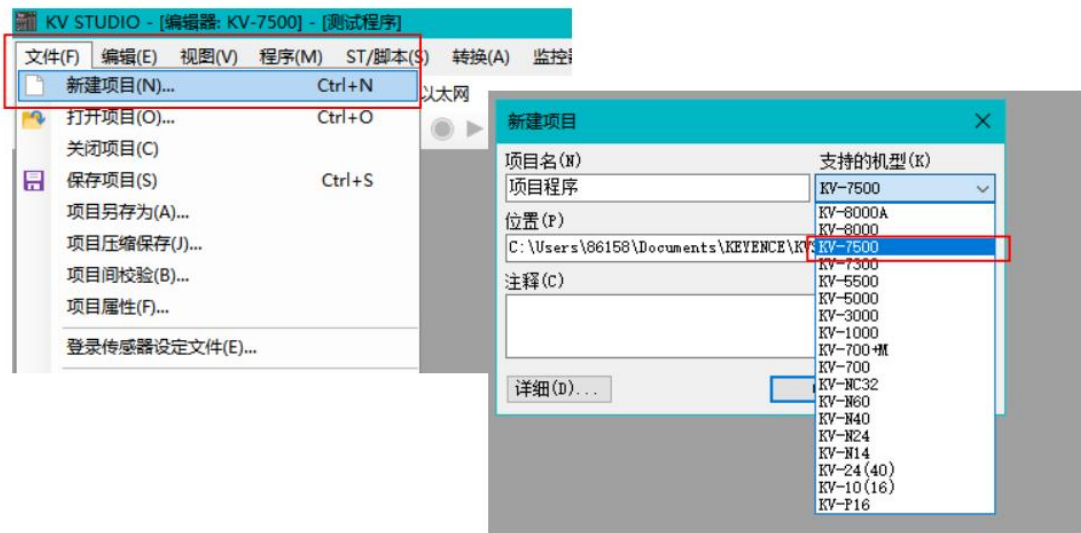 KV STUDIO - [编辑器: KV-7500] - [测试程序]
文件(F) 编辑(E) 视图(V) 程序(M) ST/脚本(S) 转换(A) 监控
新建项目(N)... Ctrl+N
以太网
打开项目(O)... Ctrl+O
关闭项目(C)
保存项目(S) Ctrl+S
项目另存为(A)...
项目压缩保存(J)...
项目间校验(B)...
项目属性(F)...
登录传感器设定文件(E)...
新建项目
项目名(N) 支持的机型(K)
项目程序 KV-7500
位置(P)
C:\Users\86158\Documents\KEYENCE\KVS
注释(C)
详细(D)...
KV-8000A
KV-8000
KV-7500
KV-7300
KV-5500
KV-5000
KV-3000
KV-1000
KV-700+M
KV-700
KV-NC32
KV-N60
KV-N40
KV-N24
KV-N14
KV-24(40)
KV-10(16)
KV-P16